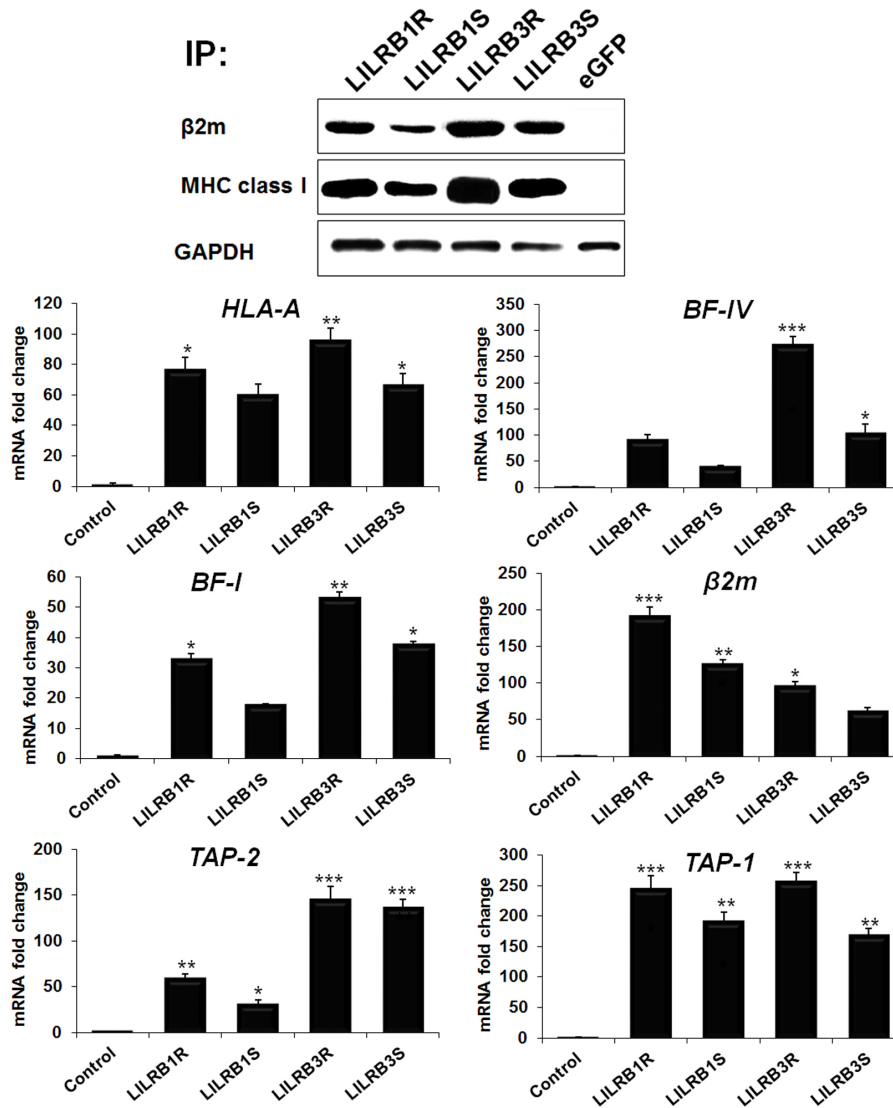 IP:
LILRB1R LILRB1S LILRB3R LILRB3S eGFP
β2m
MHC class I
GAPDH
HLA-A
mRNA fold change
120
100
80
60
40
20
0
* ** *
Control LILRB1R LILRB1S LILRB3R LILRB3S
BF-IV
mRNA fold change
350
300
250
200
150
100
50
0
*** *
Control LILRB1R LILRB1S LILRB3R LILRB3S
BF-I
mRNA fold change
60
50
40
30
20
10
0
* ** *
Control LILRB1R LILRB1S LILRB3R LILRB3S
β2m
mRNA fold change
250
200
150
100
50
0
*** ** *
Control LILRB1R LILRB1S LILRB3R LILRB3S
TAP-2
mRNA fold change
200
150
100
50
0
** * *** ***
Control LILRB1R LILRB1S LILRB3R LILRB3S
TAP-1
mRNA fold change
300
250
200
150
100
50
0
*** ** *** **
Control LILRB1R LILRB1S LILRB3R LILRB3S